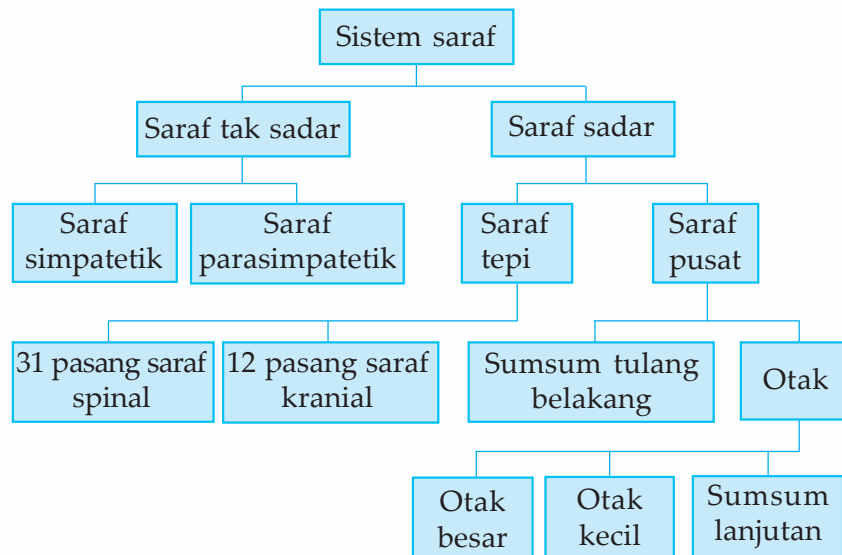 Sistem saraf
Saraf tak sadar
Saraf sadar
Saraf
simpatetik
Saraf
parasimpatetik
Saraf
tepi
Saraf
pusat
31 pasang saraf
spinal
12 pasang saraf
kranial
Sumsum tulang
belakang
Otak
Otak
besar
Otak
kecil
Sumsum
lanjutan